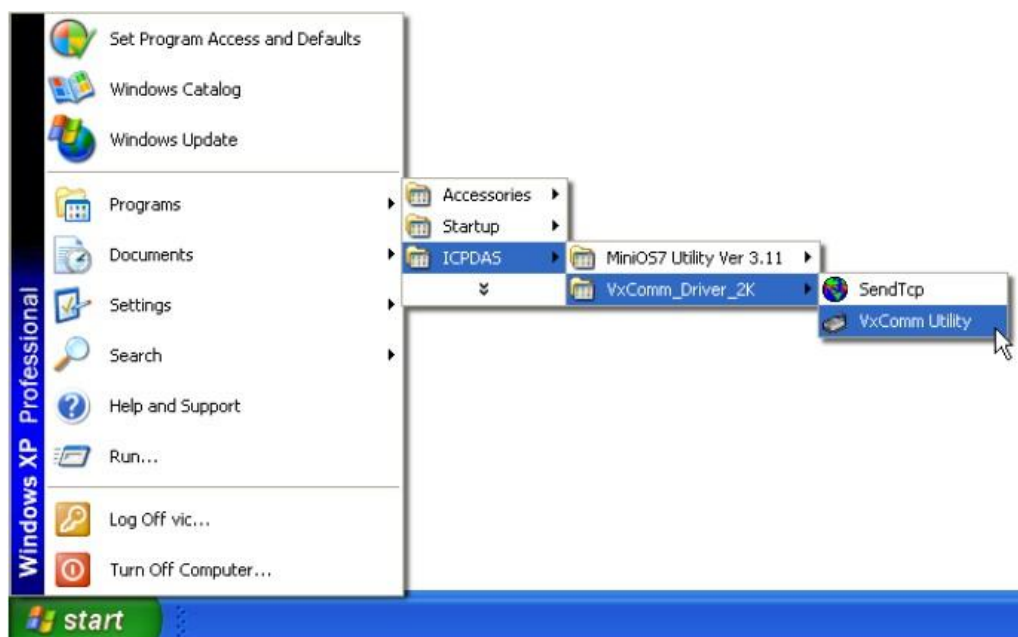 Set Program Access and Defaults
Windows Catalog
Windows Update
Programs
Documents
Settings
Search
Help and Support
Run...
Log Off vic...
Turn Off Computer...
Windows XP Professional
Accessories
Startup
ICPDAS
MiniOS7 Utility Ver 3.11
VxComm_Driver_2K
SendTcp
VxComm Utility
start